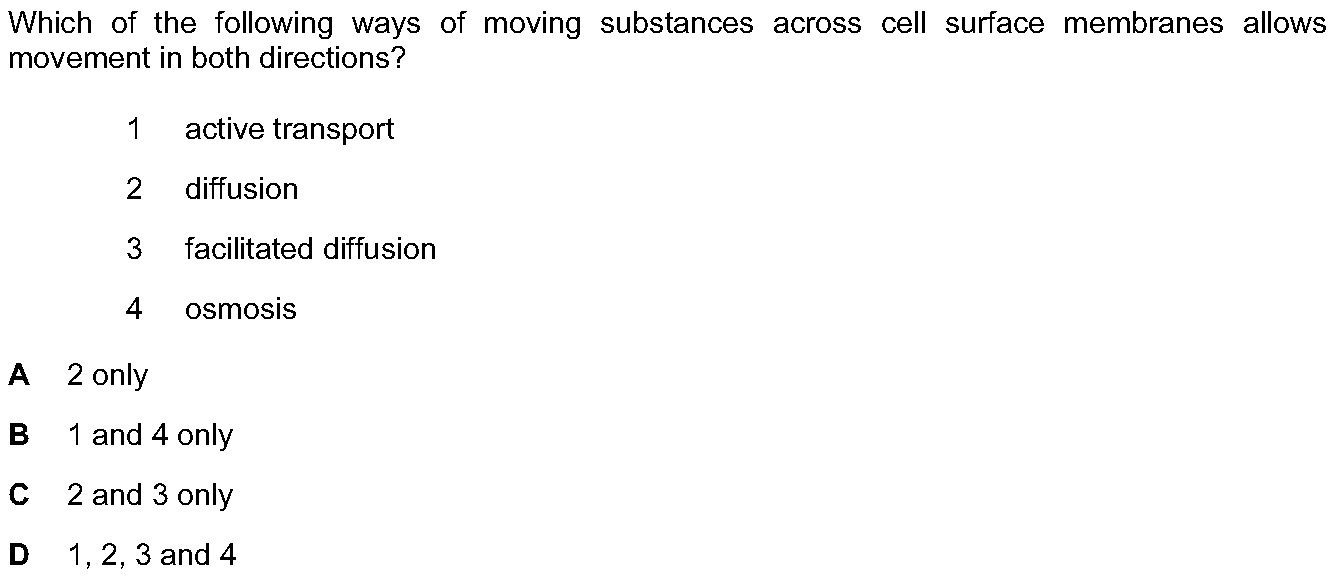 Which of the following ways of moving substances across cell surface membranes allows
movement in both directions?
1 active transport
2 diffusion
3 facilitated diffusion
4 osmosis
A 2 only
B 1 and 4 only
C 2 and 3 only
D 1, 2, 3 and 4